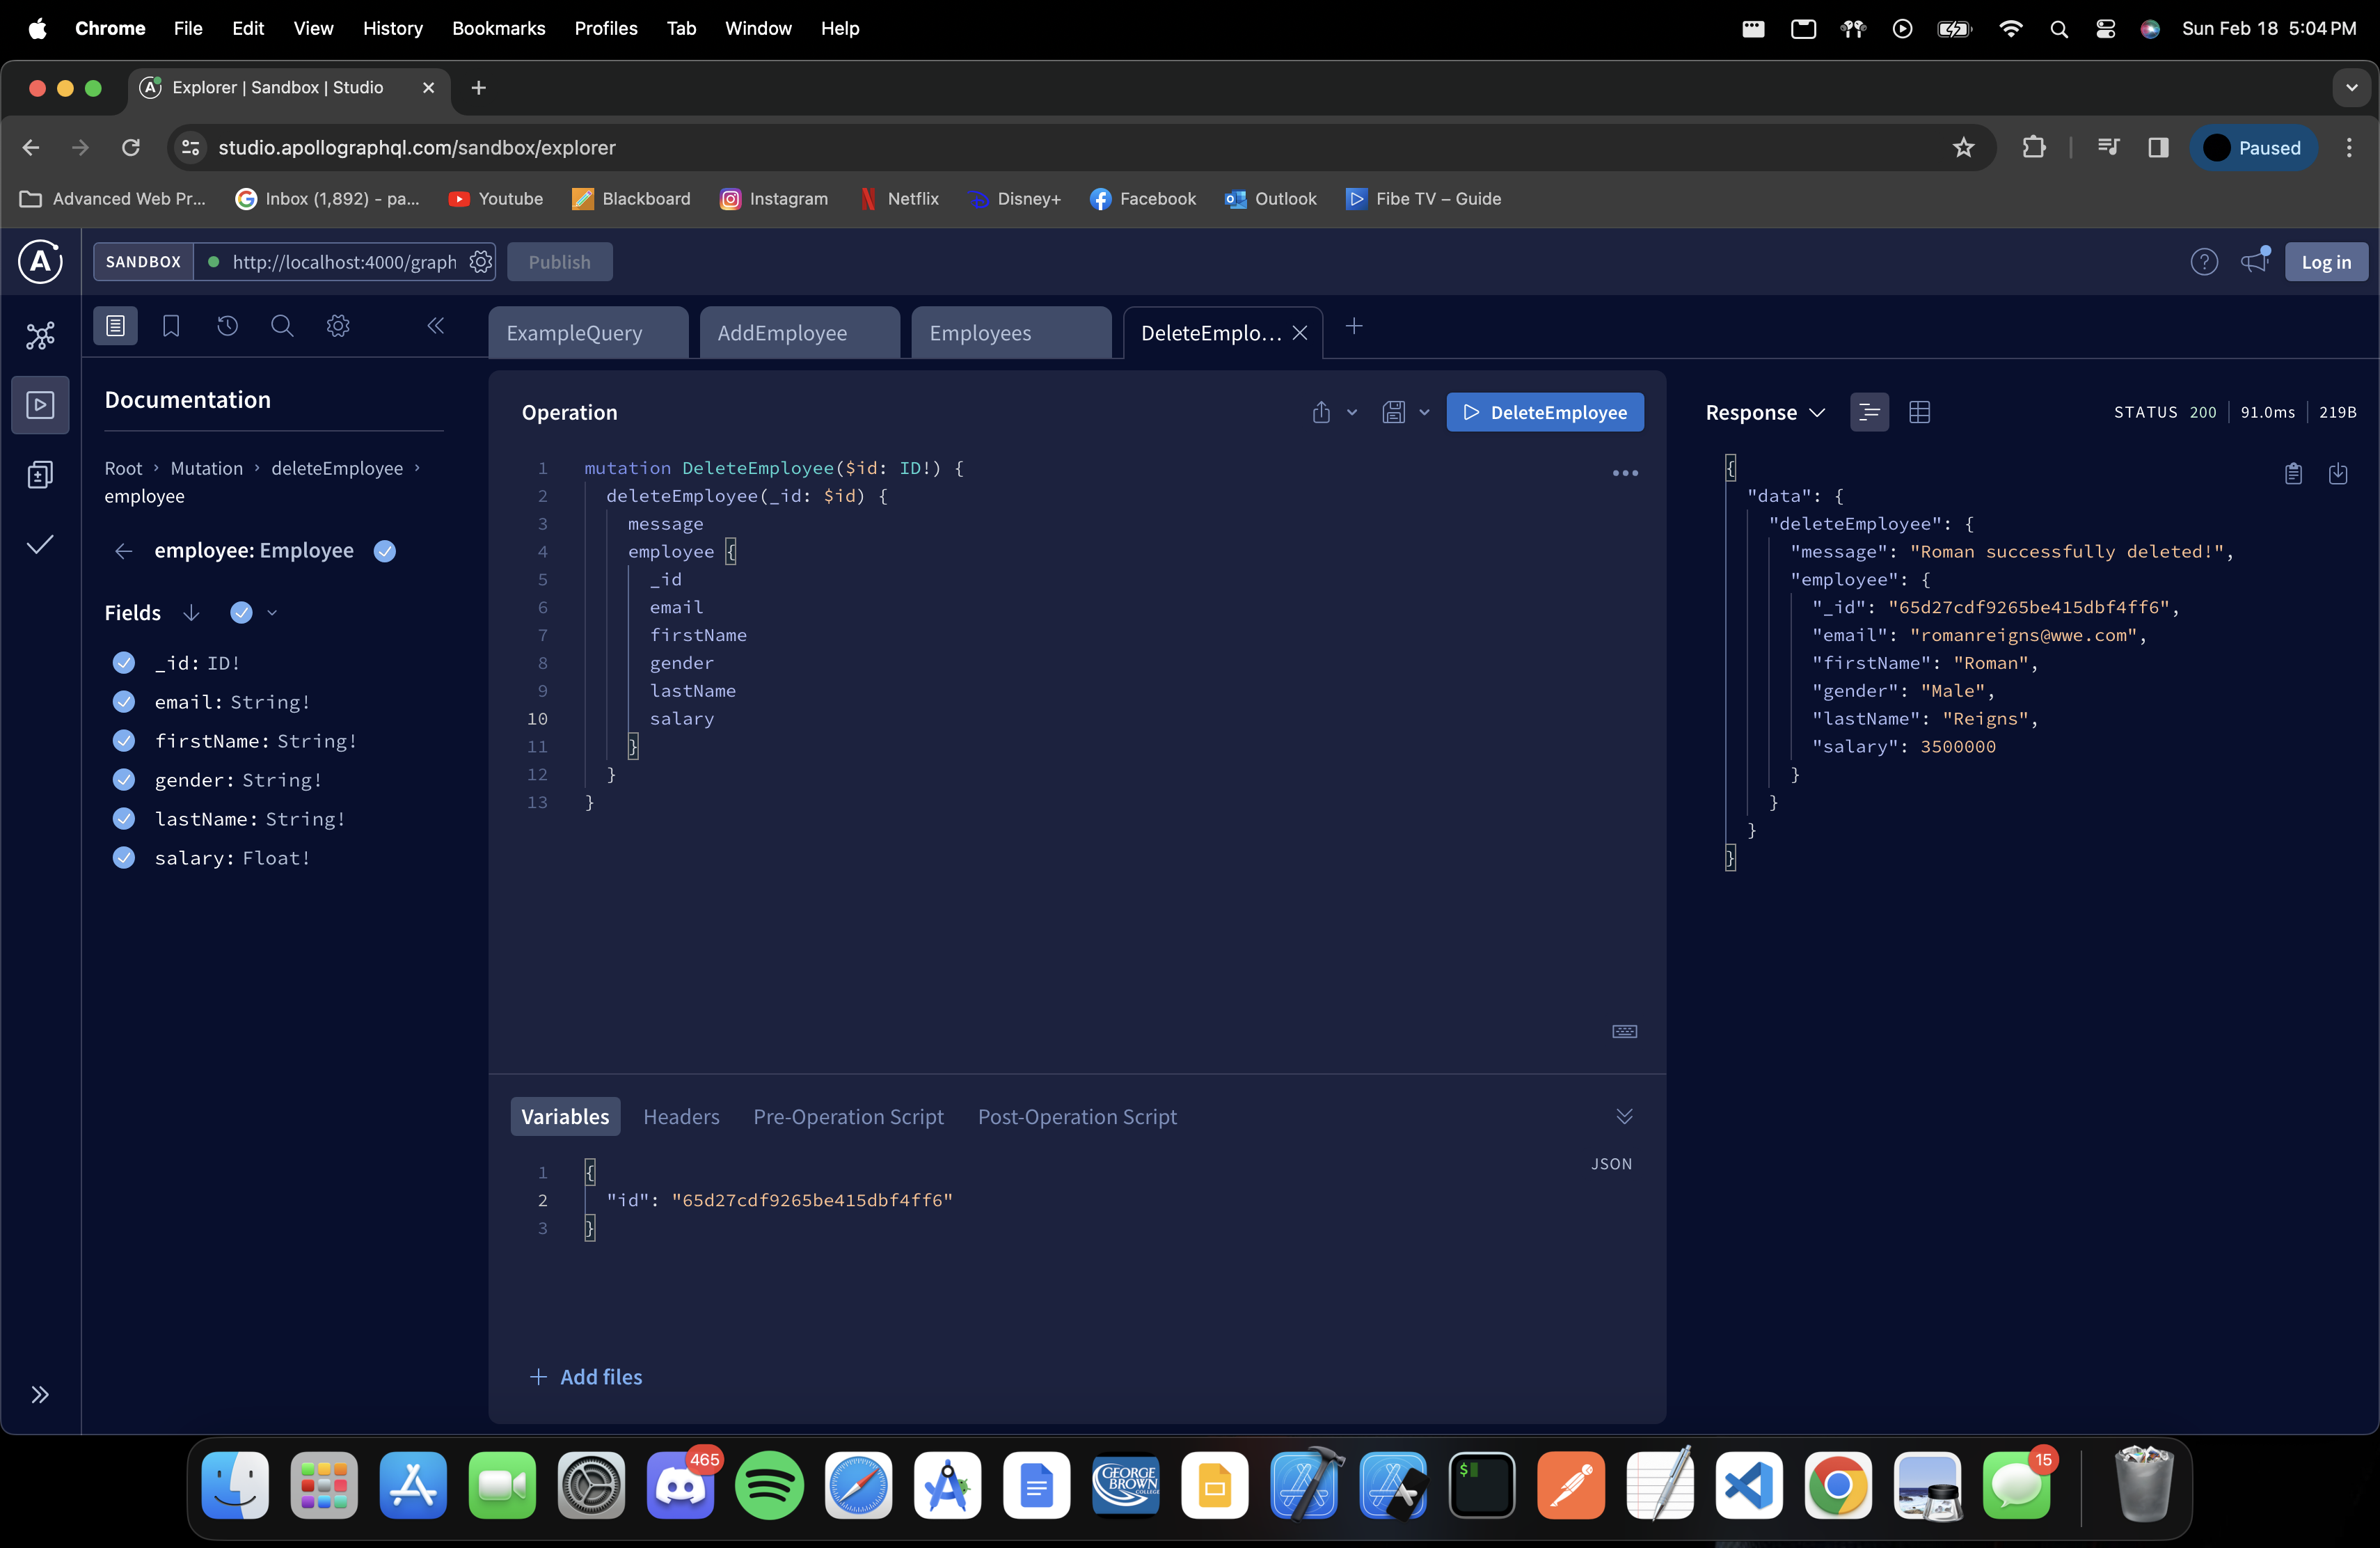 Chrome File Edit View History Bookmarks Profiles Tab Window Help Sun Feb 18 5:04 PM
Explorer | Sandbox | Studio
studio.apollographql.com/sandbox/explorer Paused
Advanced Web Pr... Inbox (1,892) - pa... Youtube Blackboard Instagram Netflix Disney+ Facebook Outlook Fibe TV – Guide
SANDBOX http://localhost:4000/graph Publish Log in
ExampleQuery AddEmployee Employees DeleteEmplo...
Documentation
Root › Mutation › deleteEmployee ›
employee
employee: Employee
Fields
_id: ID!
email: String!
firstName: String!
gender: String!
lastName: String!
salary: Float!
Operation DeleteEmployee
1 mutation DeleteEmployee($id: ID!) {
2 deleteEmployee(_id: $id) {
3 message
4 employee {
5 _id
6 email
7 firstName
8 gender
9 lastName
10 salary
11 }
12 }
13 }
Variables Headers Pre-Operation Script Post-Operation Script
JSON
1 {
2 "id": "65d27cdf9265be415dbf4ff6"
3 }
+ Add files
Response STATUS 200 91.0ms 219B
{
"data": {
"deleteEmployee": {
"message": "Roman successfully deleted!",
"employee": {
"_id": "65d27cdf9265be415dbf4ff6",
"email": "romanreigns@wwe.com",
"firstName": "Roman",
"gender": "Male",
"lastName": "Reigns",
"salary": 3500000
}
}
}
}
465
GEORGE
BROWN
COLLEGE
$
15